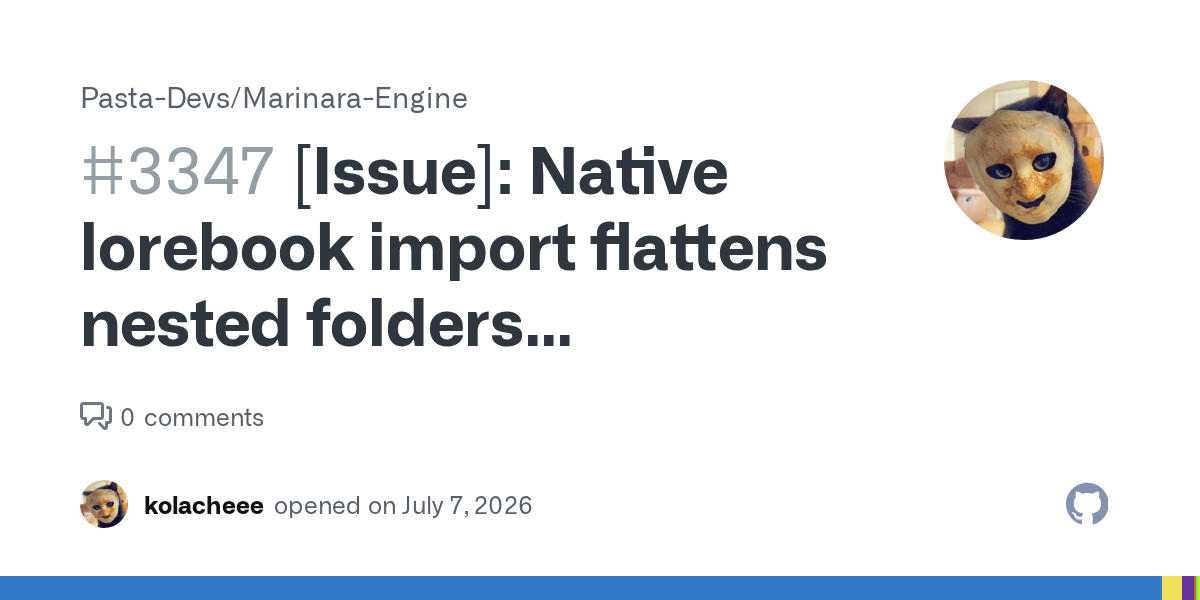 Pasta-Devs/Marinara-Engine
#3347 [Issue]: Native
lorebook import flattens
nested folders...
0 comments
kolacheee opened on July 7, 2026